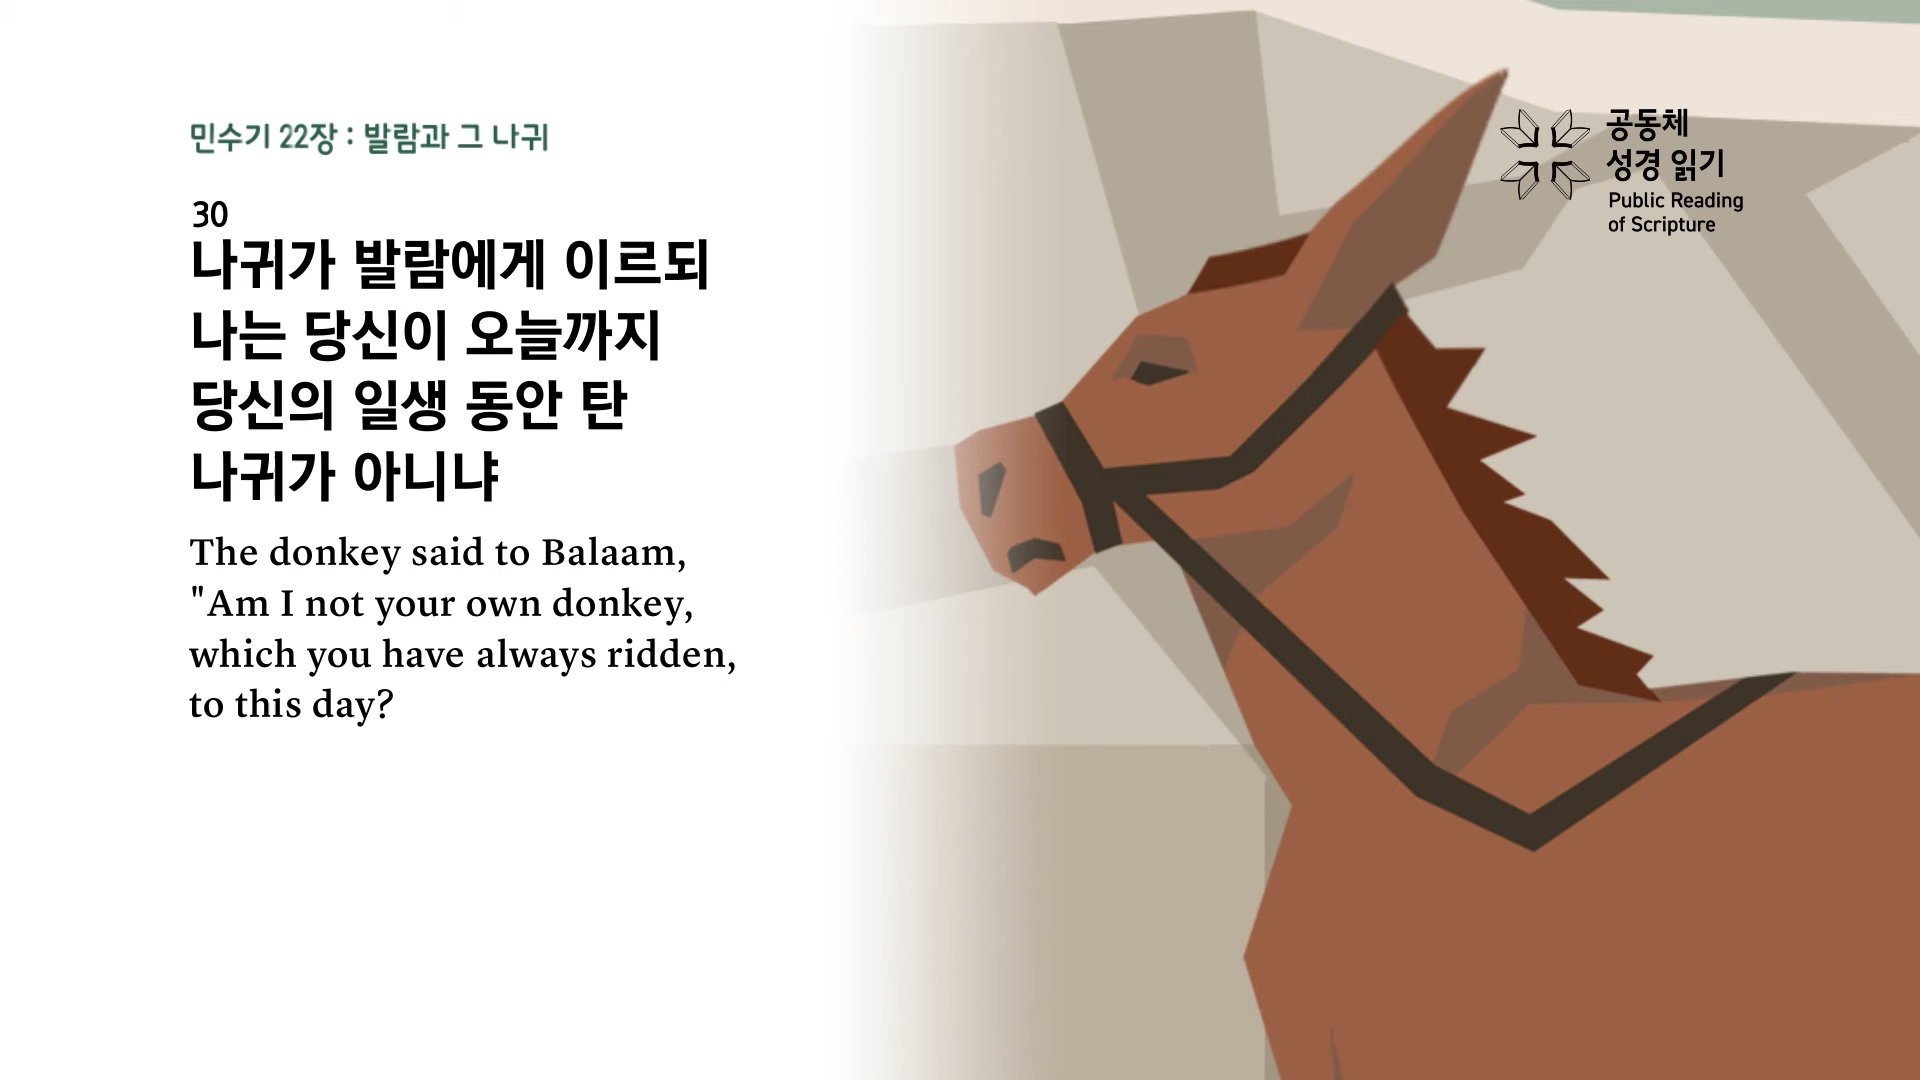 민수기 22장 : 발람과 그 나귀
30
나귀가 발람에게 이르되
나는 당신이 오늘까지
당신의 일생 동안 탄
나귀가 아니냐
The donkey said to Balaam,
"Am I not your own donkey,
which you have always ridden,
to this day?
공동체
성경 읽기
Public Reading
of Scripture